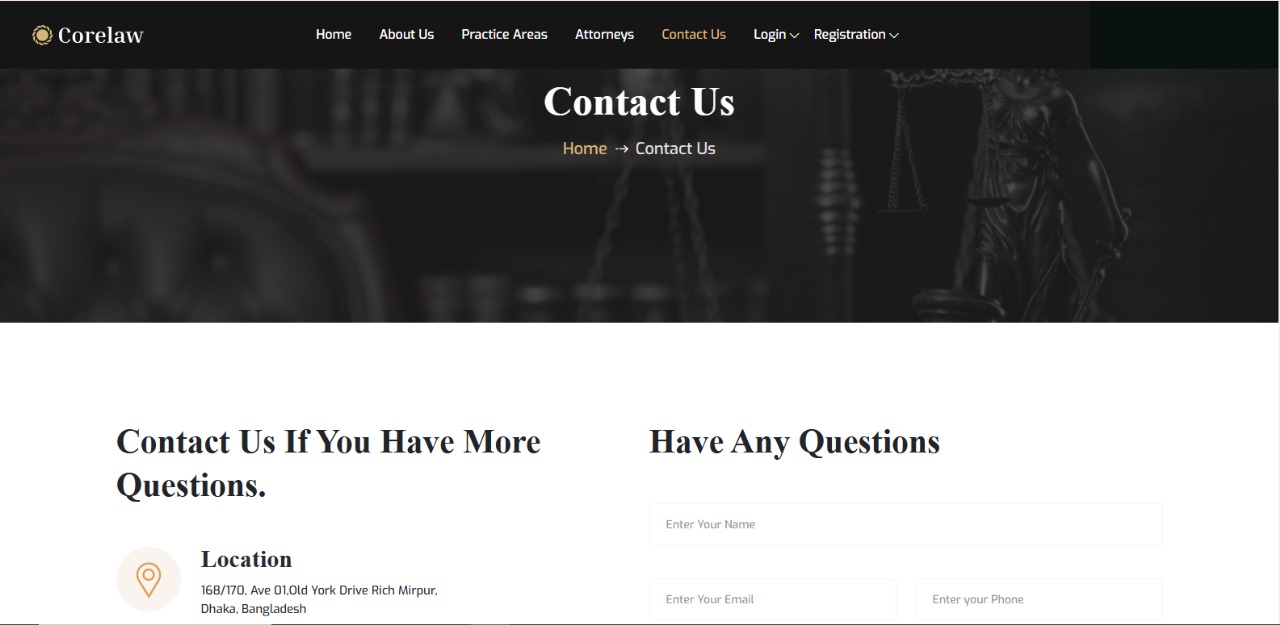 Corelaw
Home
About Us
Practice Areas
Attorneys
Contact Us
Login
Registration
Contact Us
Home ⇢ Contact Us
Contact Us If You Have More
Questions.
Location
168/170, Ave 01,Old York Drive Rich Mirpur,
Dhaka, Bangladesh
Have Any Questions
Enter Your Name
Enter Your Email
Enter your Phone